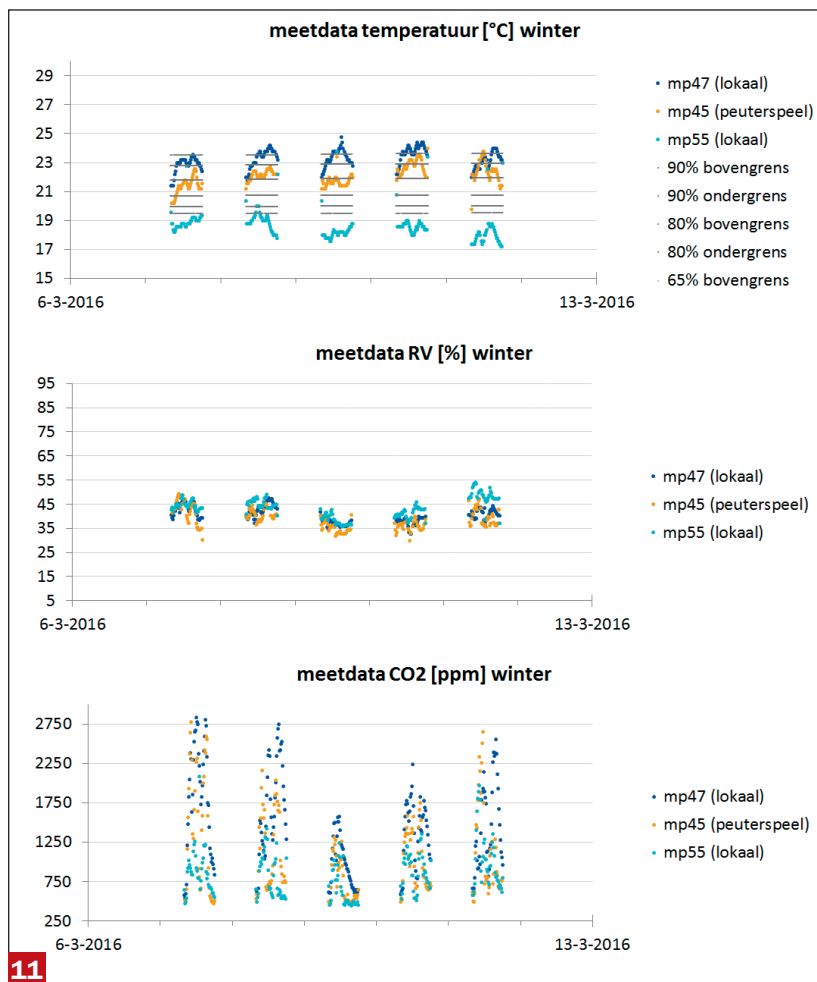 meetdata temperatuur [°C] winter
29
27
25
23
21
19
17
15
6-3-2016
13-3-2016
mp47 (lokaal)
mp45 (peuterspeel)
mp55 (lokaal)
90% bovengrens
90% ondergrens
80% bovengrens
80% ondergrens
65% bovengrens
meetdata RV [%] winter
95
85
75
65
55
45
35
25
15
5
6-3-2016
13-3-2016
mp47 (lokaal)
mp45 (peuterspeel)
mp55 (lokaal)
meetdata CO2 [ppm] winter
2750
2250
1750
1250
750
250
6-3-2016
13-3-2016
mp47 (lokaal)
mp45 (peuterspeel)
mp55 (lokaal)
11